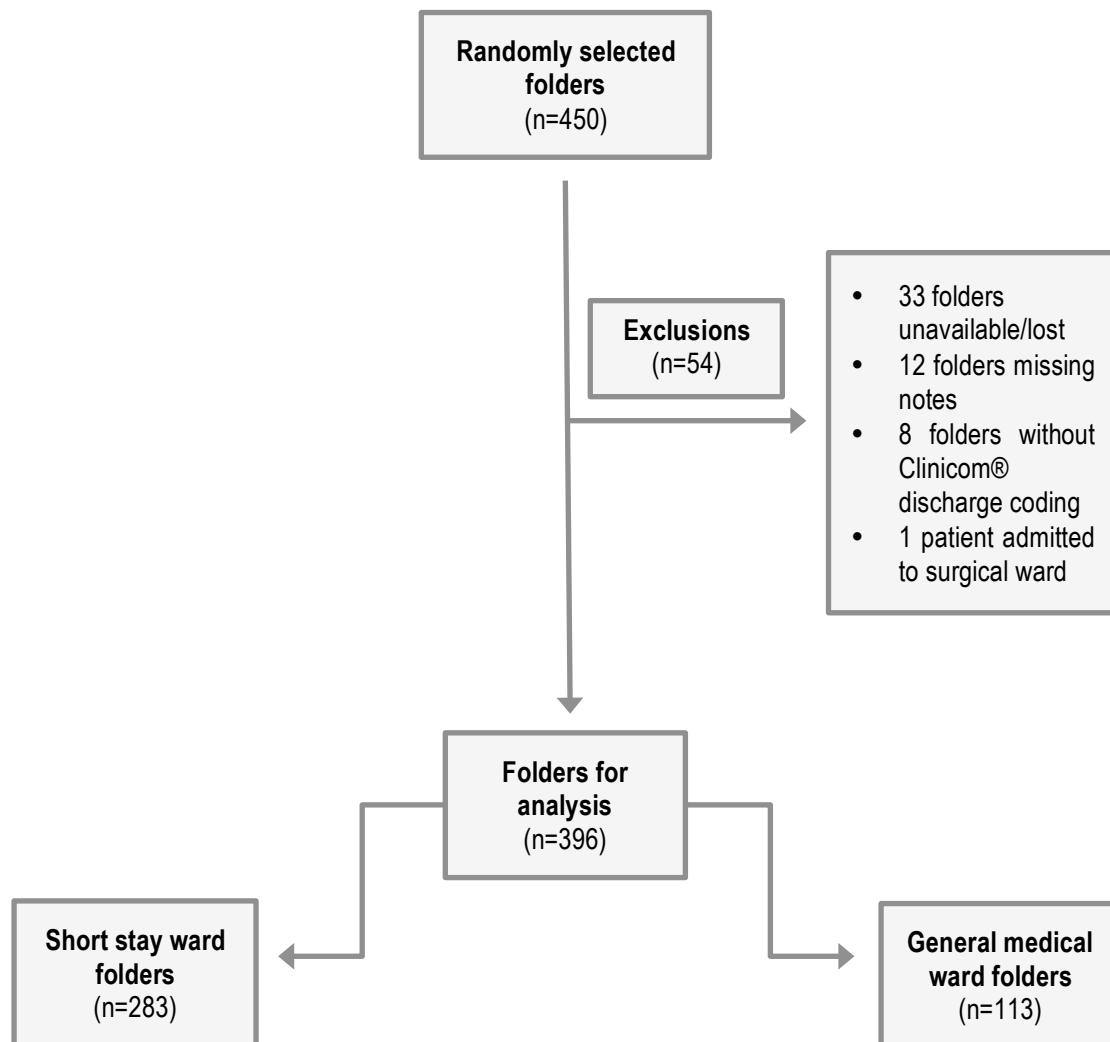 Randomly selected
folders
(n=450)
Exclusions
(n=54)
• 33 folders
unavailable/lost
• 12 folders missing
notes
• 8 folders without
Clinicom®
discharge coding
• 1 patient admitted
to surgical ward
Folders for
analysis
(n=396)
Short stay ward
folders
(n=283)
General medical
ward folders
(n=113)